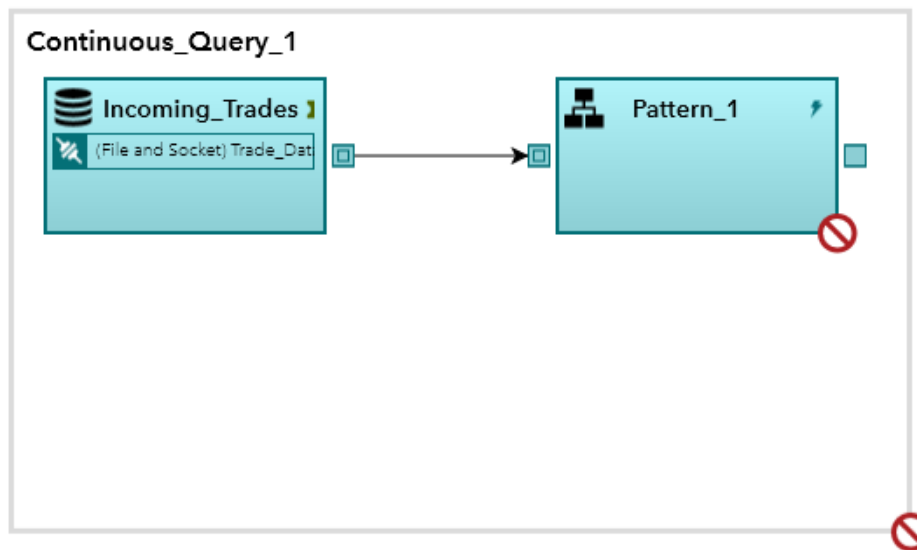 Continuous_Query_1
Incoming_Trades
(File and Socket) Trade_Dat
Pattern_1